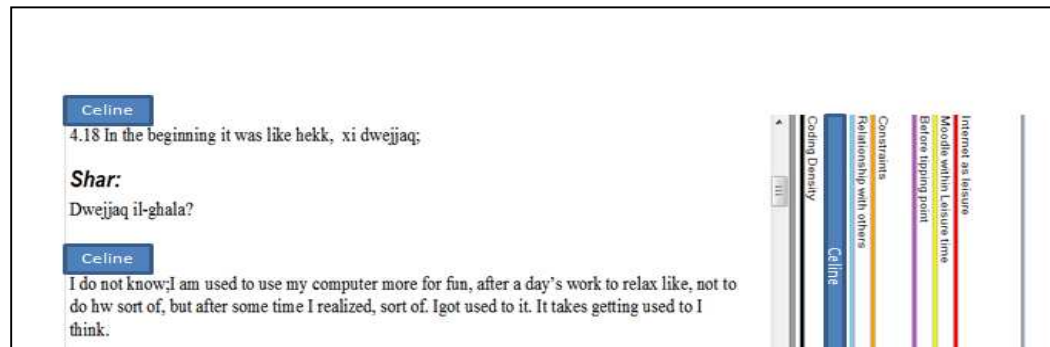 Celine
4.18 In the beginning it was like hekk,  xi dwejjaq;
Shar:
Dwejjaq il-ghala?
Celine
I do not know;I am used to use my computer more for fun, after a day's work to relax like, not to
do hw sort of, but after some time I realized, sort of. Igot used to it. It takes getting used to I
think.
Coding Density
Celine
Relationship with others
Constraints
Before tipping point
Moodle within Leisure time
Internet as leisure